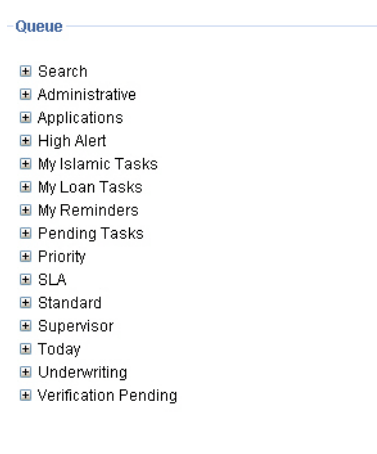 Queue
Search
Administrative
Applications
High Alert
My Islamic Tasks
My Loan Tasks
My Reminders
Pending Tasks
Priority
SLA
Standard
Supervisor
Today
Underwriting
Verification Pending